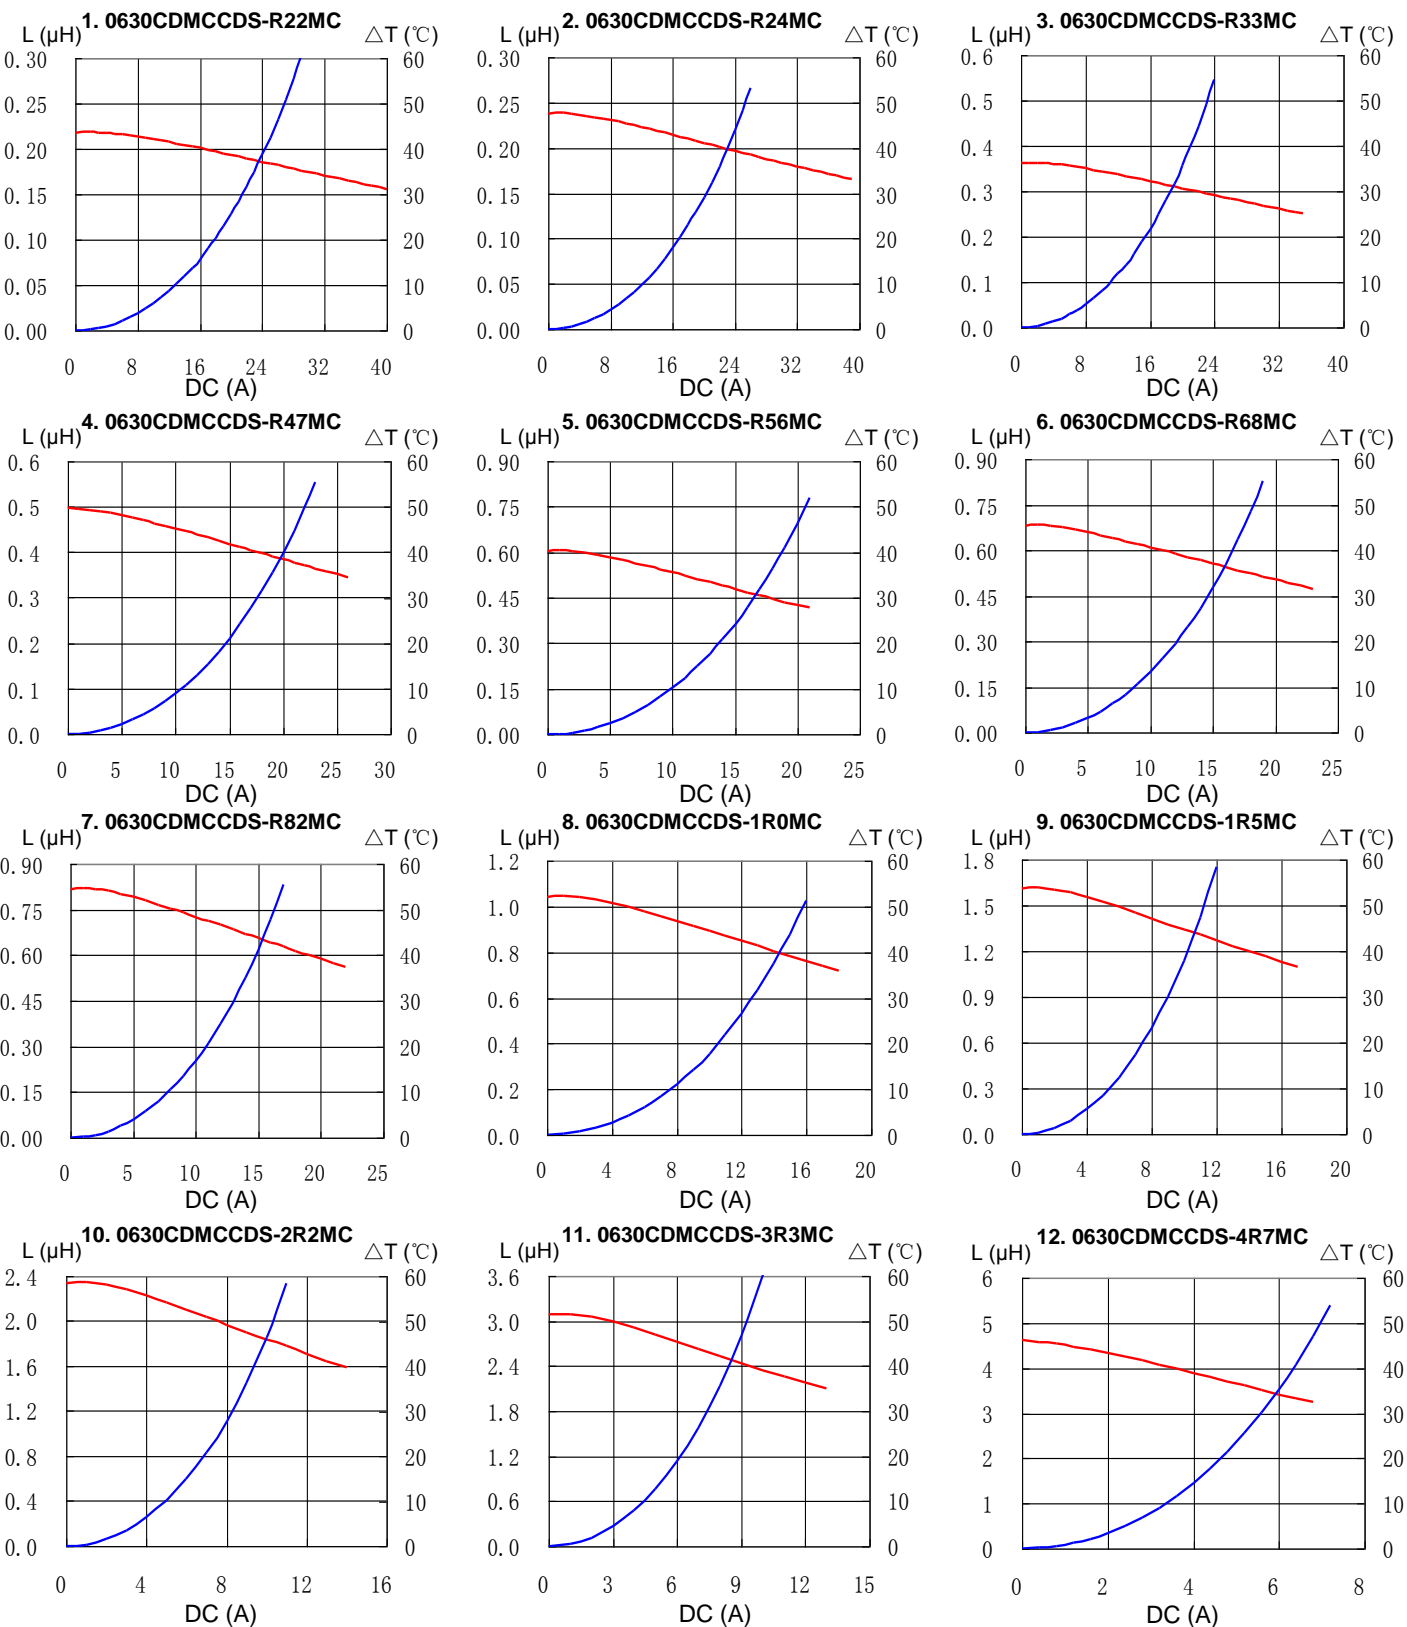 1. 0630CDMCCDS-R22MC
L (μH) △T (℃)
0.30 60
0.25 50
0.20 40
0.15 30
0.10 20
0.05 10
0.00 0
0 8 16 24 32 40
DC (A)
2. 0630CDMCCDS-R24MC
L (μH) △T (℃)
0.30 60
0.25 50
0.20 40
0.15 30
0.10 20
0.05 10
0.00 0
0 8 16 24 32 40
DC (A)
3. 0630CDMCCDS-R33MC
L (μH) △T (℃)
0.6 60
0.5 50
0.4 40
0.3 30
0.2 20
0.1 10
0.0 0
0 8 16 24 32 40
DC (A)
4. 0630CDMCCDS-R47MC
L (μH) △T (℃)
0.6 60
0.5 50
0.4 40
0.3 30
0.2 20
0.1 10
0.0 0
0 5 10 15 20 25 30
DC (A)
5. 0630CDMCCDS-R56MC
L (μH) △T (℃)
0.90 60
0.75 50
0.60 40
0.45 30
0.30 20
0.15 10
0.00 0
0 5 10 15 20 25
DC (A)
6. 0630CDMCCDS-R68MC
L (μH) △T (℃)
0.90 60
0.75 50
0.60 40
0.45 30
0.30 20
0.15 10
0.00 0
0 5 10 15 20 25
DC (A)
7. 0630CDMCCDS-R82MC
L (μH) △T (℃)
0.90 60
0.75 50
0.60 40
0.45 30
0.30 20
0.15 10
0.00 0
0 5 10 15 20 25
DC (A)
8. 0630CDMCCDS-1R0MC
L (μH) △T (℃)
1.2 60
1.0 50
0.8 40
0.6 30
0.4 20
0.2 10
0.0 0
0 4 8 12 16 20
DC (A)
9. 0630CDMCCDS-1R5MC
L (μH) △T (℃)
1.8 60
1.5 50
1.2 40
0.9 30
0.6 20
0.3 10
0.0 0
0 4 8 12 16 20
DC (A)
10. 0630CDMCCDS-2R2MC
L (μH) △T (℃)
2.4 60
2.0 50
1.6 40
1.2 30
0.8 20
0.4 10
0.0 0
0 4 8 12 16
DC (A)
11. 0630CDMCCDS-3R3MC
L (μH) △T (℃)
3.6 60
3.0 50
2.4 40
1.8 30
1.2 20
0.6 10
0.0 0
0 3 6 9 12 15
DC (A)
12. 0630CDMCCDS-4R7MC
L (μH) △T (℃)
6 60
5 50
4 40
3 30
2 20
1 10
0 0
0 2 4 6 8
DC (A)